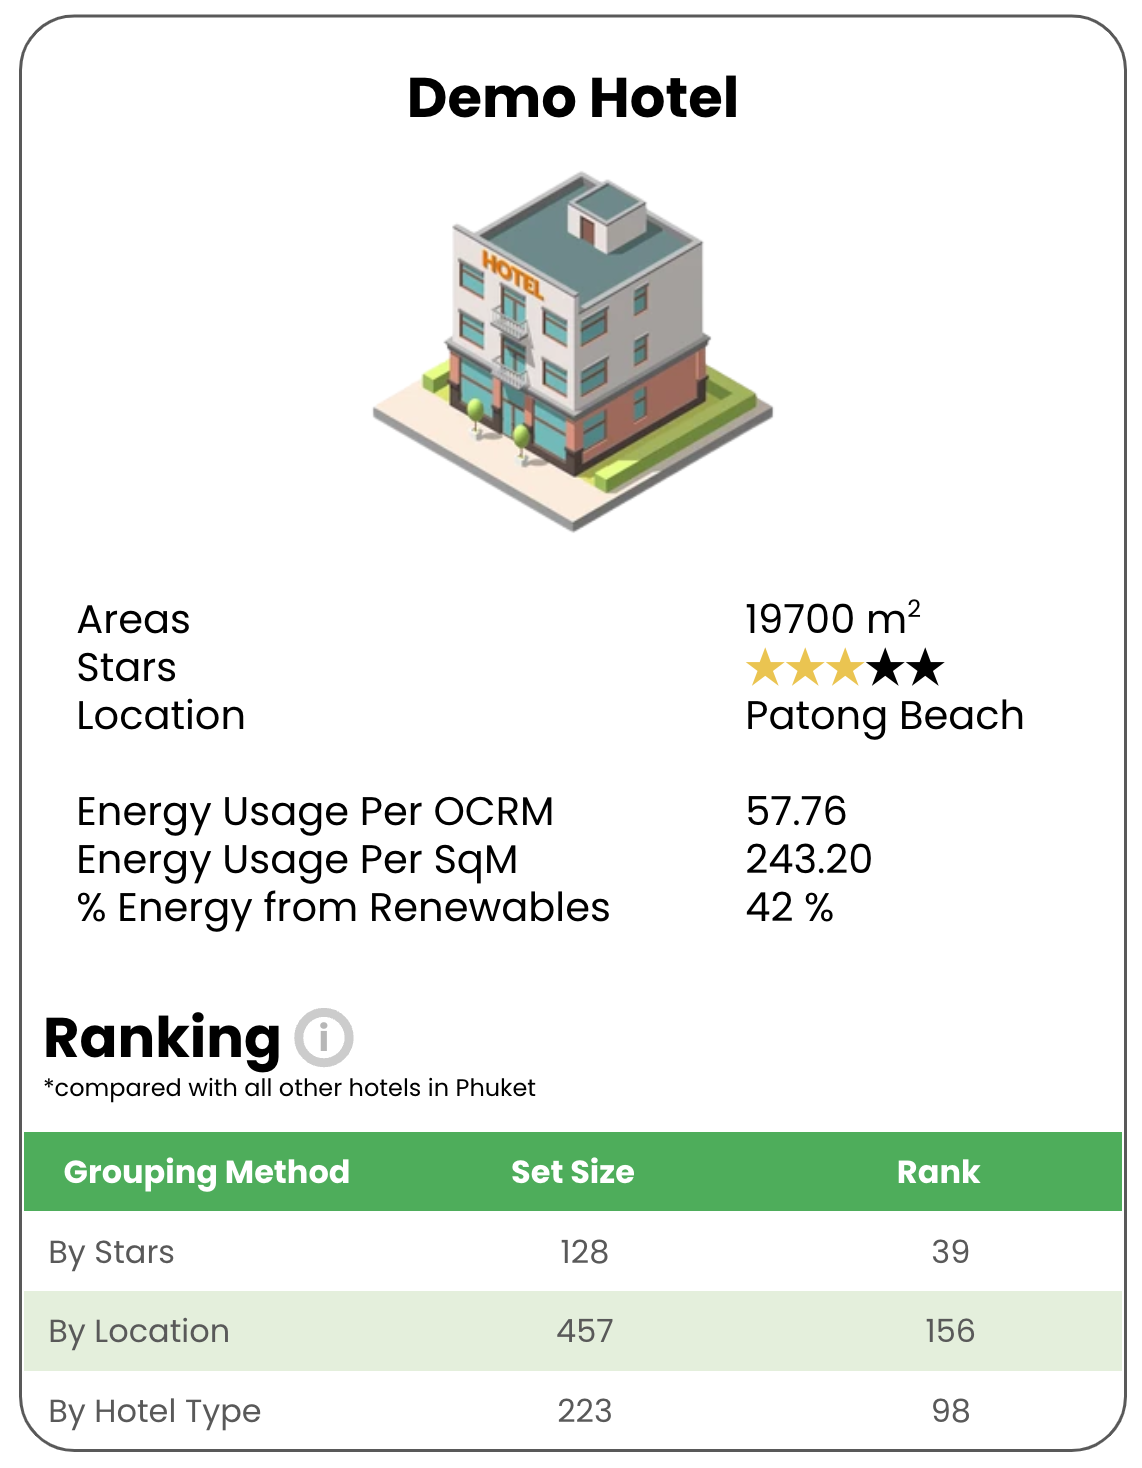 Demo Hotel
HOTEL
Areas 19700 m²
Stars ★★★★★
Location Patong Beach
Energy Usage Per OCRM 57.76
Energy Usage Per SqM 243.20
% Energy from Renewables 42 %
Ranking i
*compared with all other hotels in Phuket
Grouping Method Set Size Rank
By Stars 128 39
By Location 457 156
By Hotel Type 223 98